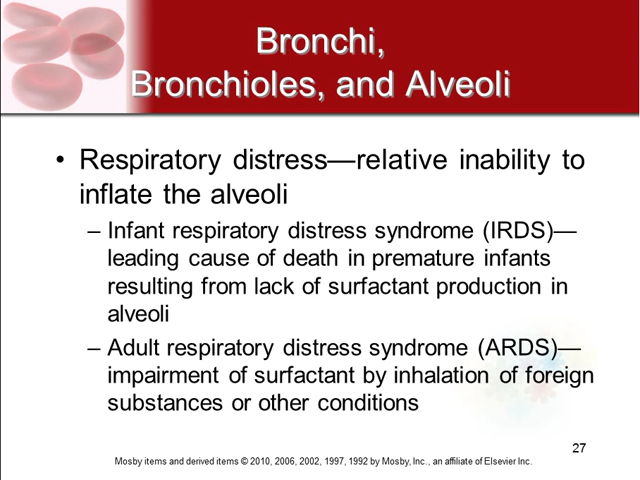 Bronchi,
Bronchioles, and Alveoli
• Respiratory distress—relative inability to
inflate the alveoli
– Infant respiratory distress syndrome (IRDS)—
leading cause of death in premature infants
resulting from lack of surfactant production in
alveoli
– Adult respiratory distress syndrome (ARDS)—
impairment of surfactant by inhalation of foreign
substances or other conditions
27
Mosby items and derived items © 2010, 2006, 2002, 1997, 1992 by Mosby, Inc., an affiliate of Elsevier Inc.